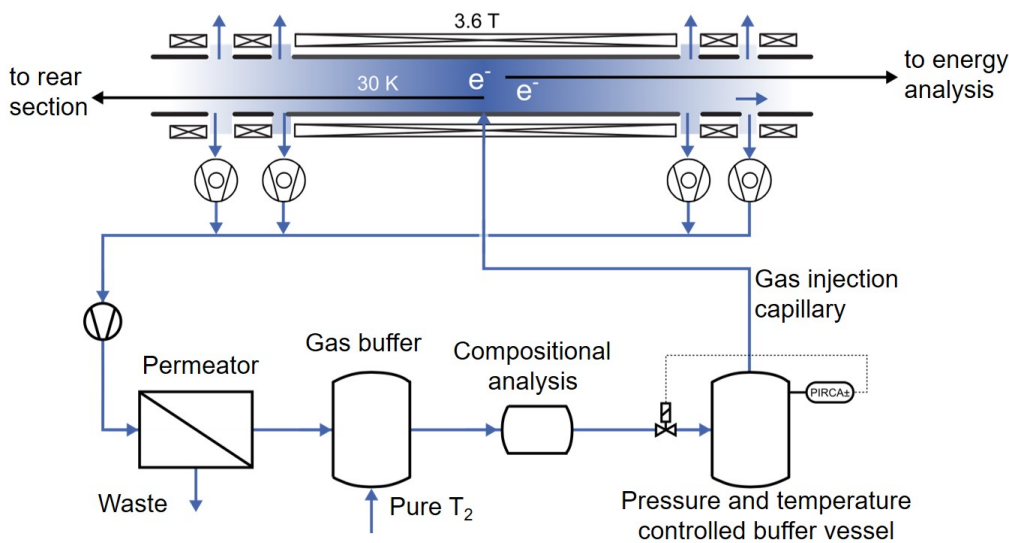 3.6 T
to rear
section
30 K
e⁻
e⁻
to energy
analysis
Gas injection
capillary
Permeator
Gas buffer
Compositional
analysis
PIRCA±
Waste
Pure T₂
Pressure and temperature
controlled buffer vessel